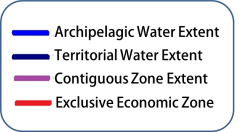 Archipelagic Water Extent
Territorial Water Extent
Contiguous Zone Extent
Exclusive Economic Zone